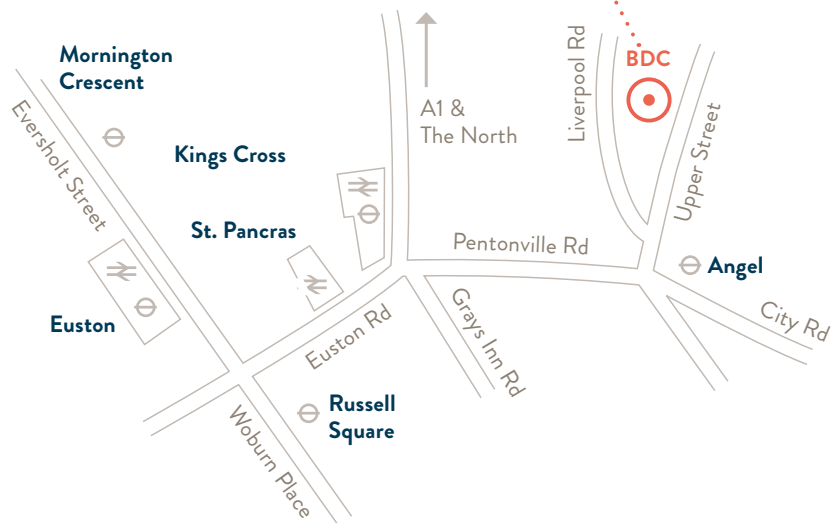 Mornington
Crescent
Eversholt Street
Kings Cross
St. Pancras
Euston
A1 &
The North
Liverpool Rd
BDC
Upper Street
Pentonville Rd
Angel
City Rd
Euston Rd
Grays Inn Rd
Russell
Square
Woburn Place